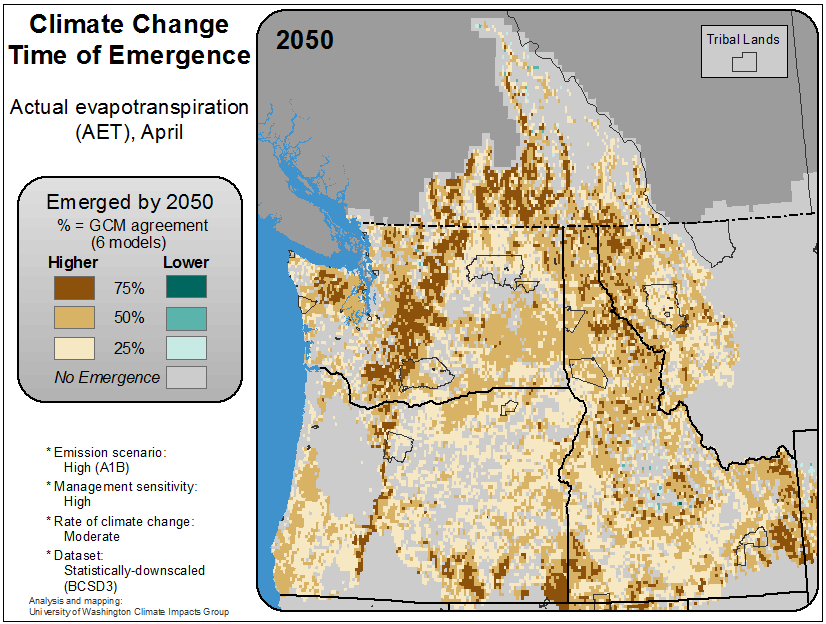 Climate Change
Time of Emergence
Actual evapotranspiration
(AET), April
Emerged by 2050
% = GCM agreement
(6 models)
Higher Lower
75%
50%
25%
No Emergence
* Emission scenario:
High (A1B)
* Management sensitivity:
High
* Rate of climate change:
Moderate
* Dataset:
Statistically-downscaled
(BCSD3)
Analysis and mapping:
University of Washington Climate Impacts Group
2050
Tribal Lands